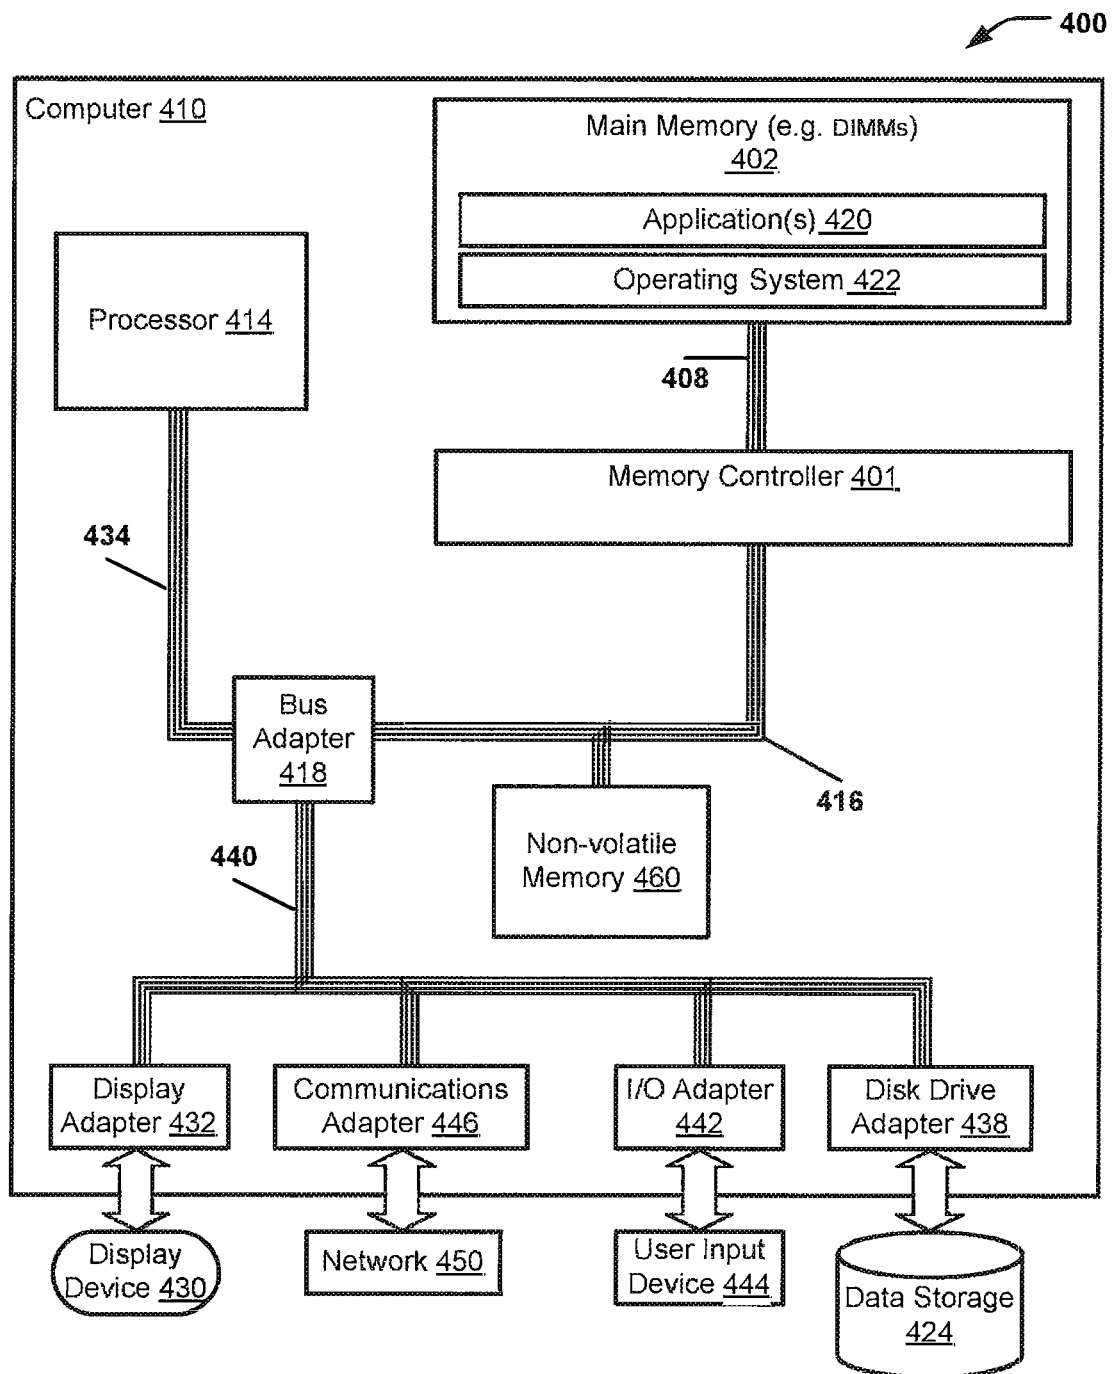 400
Computer 410
Main Memory (e.g. DIMMs)
402
Application(s) 420
Operating System 422
Processor 414
408
Memory Controller 401
434
Bus
Adapter
418
416
Non-volatile
Memory 460
440
Display
Adapter 432
Communications
Adapter 446
I/O Adapter
442
Disk Drive
Adapter 438
Display
Device 430
Network 450
User Input
Device 444
Data Storage
424